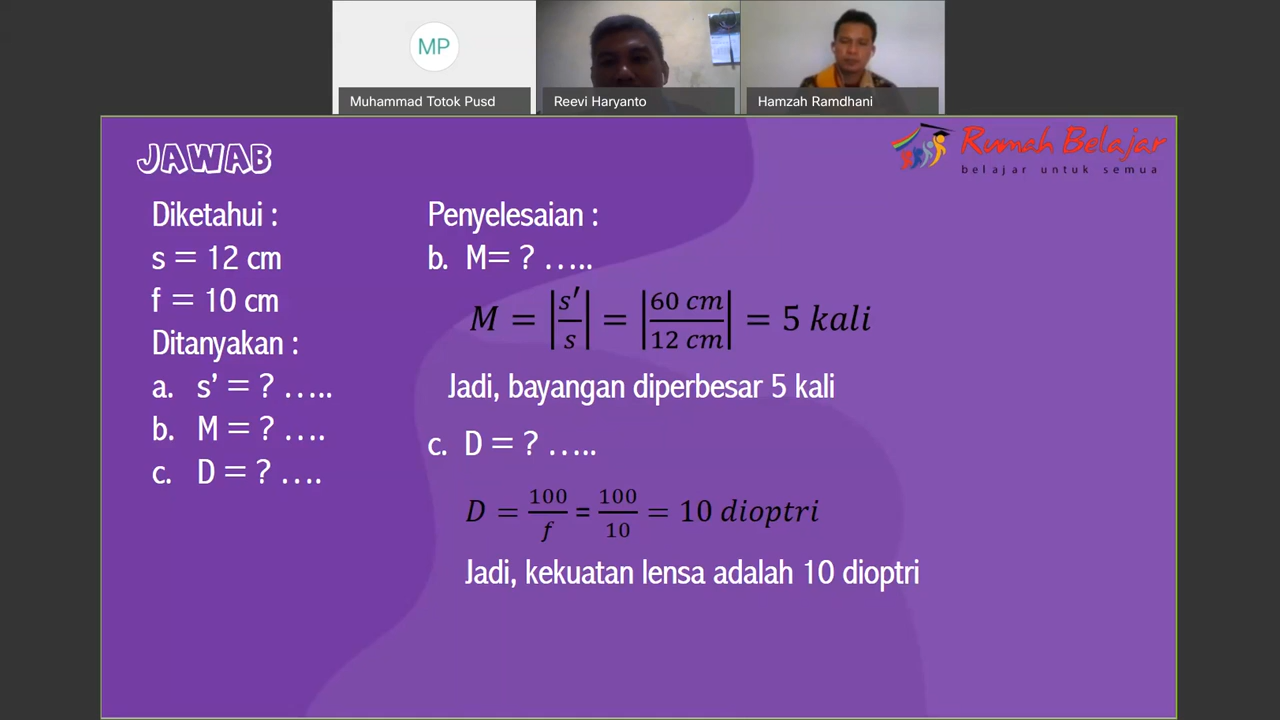 MP
Muhammad Totok Pusd
Reevi Haryanto
Hamzah Ramdhani
JAWAB
Rumah Belajar
belajar untuk semua
Diketahui :
s = 12 cm
f = 10 cm
Ditanyakan :
a. s’ = ? …..
b. M = ? ….
c. D = ? ….
Penyelesaian :
b. M= ? …..
M = |s′/s| = |60 cm/12 cm| = 5 kali
Jadi, bayangan diperbesar 5 kali
c. D = ? …..
D = 100/f = 100/10 = 10 dioptri
Jadi, kekuatan lensa adalah 10 dioptri